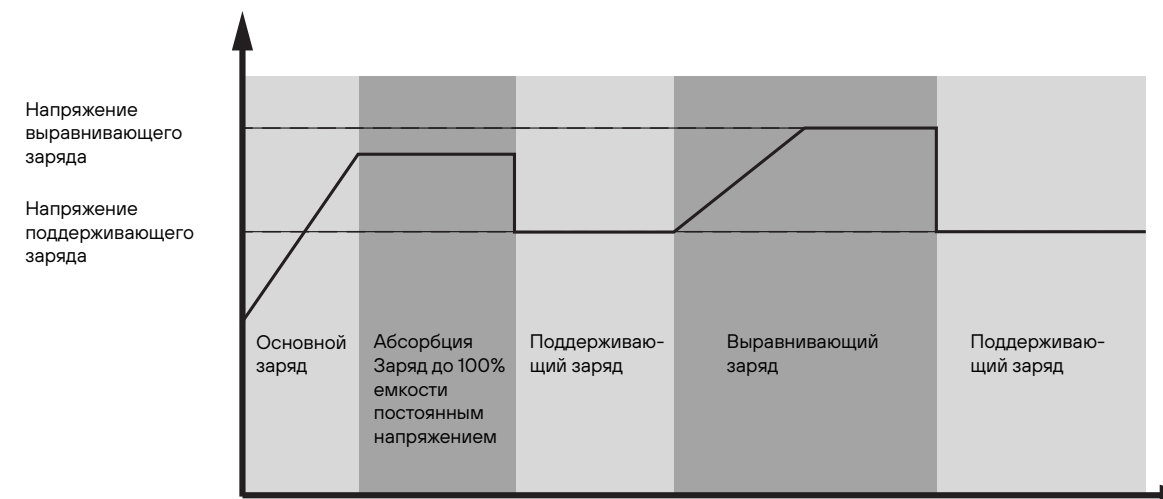 Напряжение
выравнивающего
заряда
Напряжение
поддерживающего
заряда
Основной
заряд
Абсорбция
Заряд до 100%
емкости
постоянным
напряжением
Поддерживаю-
щий заряд
Выравнивающий
заряд
Поддерживаю-
щий заряд